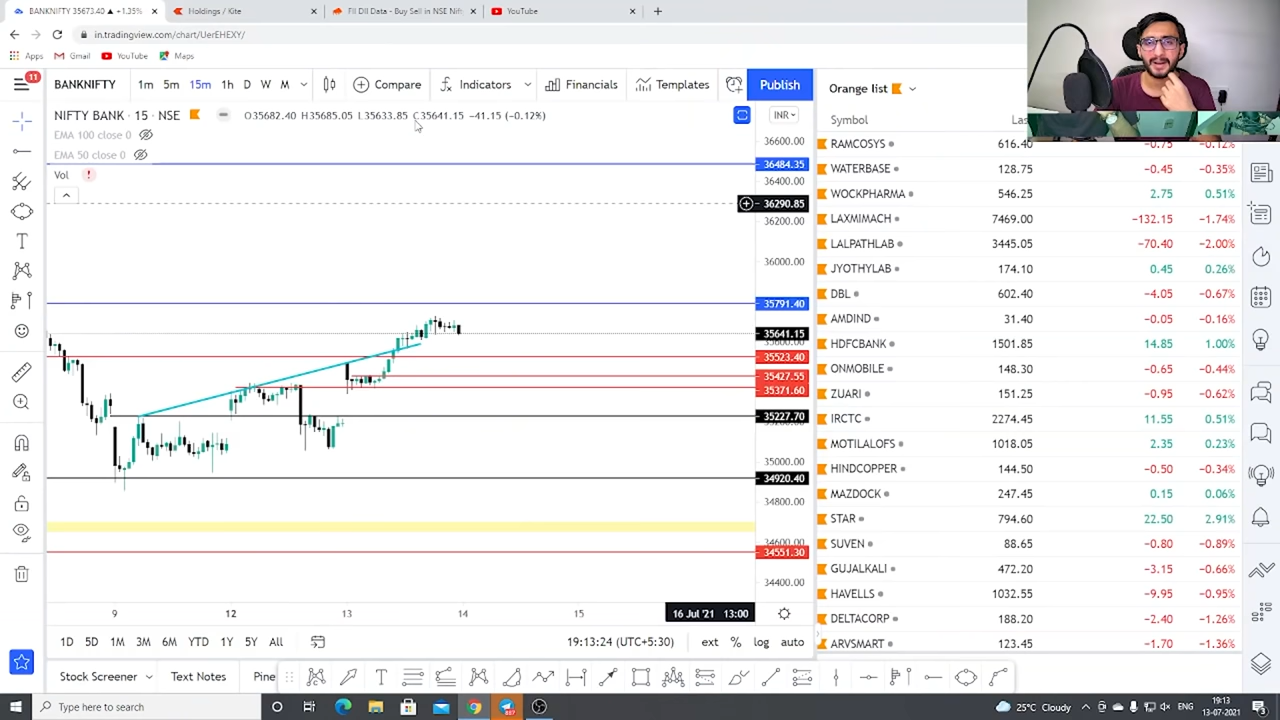 BANKNIFTY 35673.40 ▲ +1.35%
Holdings / Kite
FII DII Data - Buy Sell in NSE Nift
YouTube
in.tradingview.com/chart/UerEHEXY/
Apps Gmail YouTube Maps
11
BANKNIFTY 1m 5m 15m 1h D W M Compare Indicators Financials Templates Publish
NIFTY BANK · 15 · NSE O35682.40 H35685.05 L35633.85 C35641.15 −41.15 (−0.12%)
INR
EMA 100 close 0
EMA 50 close 0
Vol
36600.00
36484.35
36400.00
36290.85
36200.00
36000.00
35791.40
35641.15
35600.00
35523.40
35427.55
35371.60
35227.70
35000.00
34920.40
34800.00
34600.00
34551.30
34400.00
9 12 13 14 15 16 Jul '21 13:00
1D 5D 1M 3M 6M YTD 1Y 5Y All 19:13:24 (UTC+5:30) ext % log auto
Stock Screener Text Notes Pine
Orange list
Symbol Las
RAMCOSYS 616.40 −0.75 −0.12%
WATERBASE 128.75 −0.45 −0.35%
WOCKPHARMA 546.25 2.75 0.51%
LAXMIMACH 7469.00 −132.15 −1.74%
LALPATHLAB 3445.05 −70.40 −2.00%
JYOTHYLAB 174.10 0.45 0.26%
DBL 602.40 −4.05 −0.67%
AMDIND 31.40 −0.05 −0.16%
HDFCBANK 1501.85 14.85 1.00%
ONMOBILE 148.30 −0.65 −0.44%
ZUARI 151.25 −0.95 −0.62%
IRCTC 2274.45 11.55 0.51%
MOTILALOFS 1018.05 2.35 0.23%
HINDCOPPER 144.50 −0.50 −0.34%
MAZDOCK 247.45 0.15 0.06%
STAR 794.60 22.50 2.91%
SUVEN 88.65 −0.80 −0.89%
GUJALKALI 472.20 −3.15 −0.66%
HAVELLS 1032.55 −9.95 −0.95%
DELTACORP 188.20 −2.40 −1.26%
ARVSMART 123.45 −1.70 −1.36%
Type here to search
25°C Cloudy
ENG
19:13
13-07-2021
3